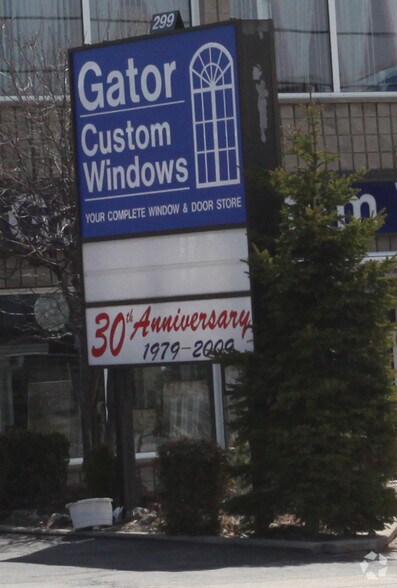 299
Gator
Custom
Windows
YOUR COMPLETE WINDOW & DOOR STORE
30th Anniversary
1979-2009